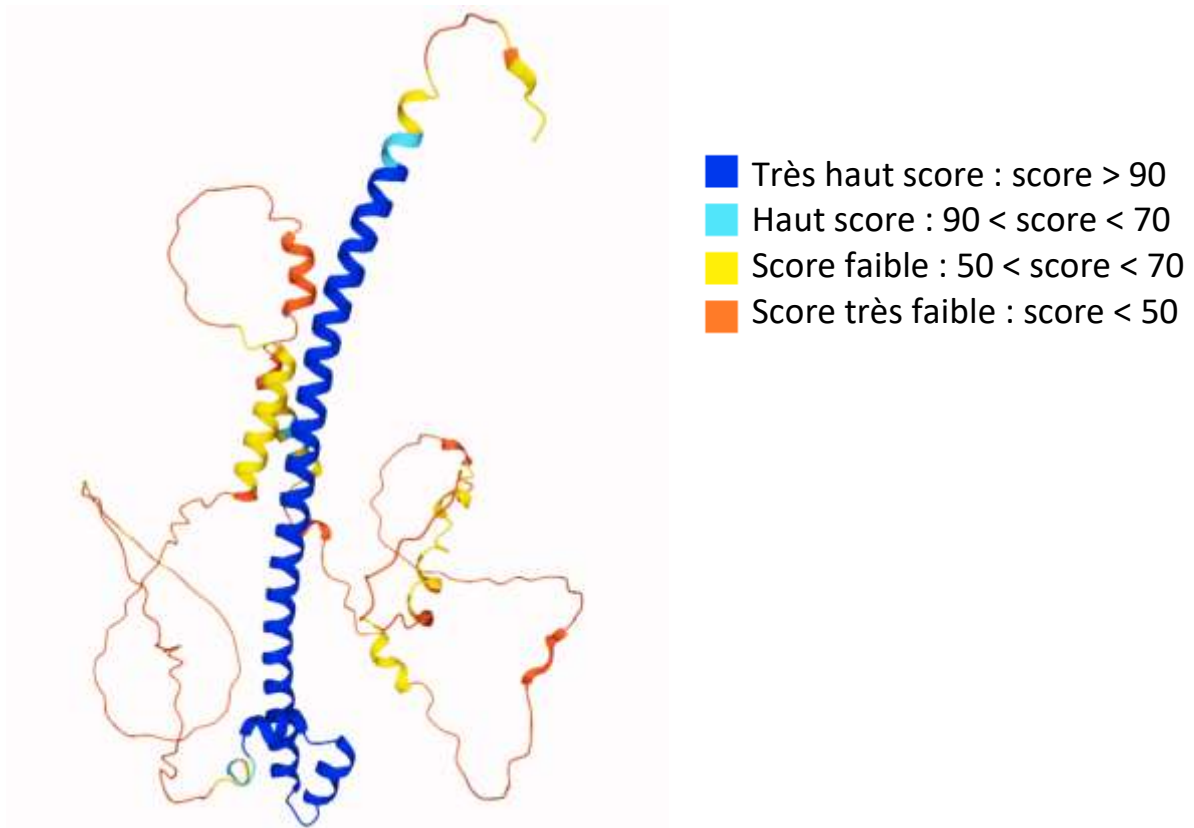 Très haut score : score > 90
Haut score : 90 < score < 70
Score faible : 50 < score < 70
Score très faible : score < 50